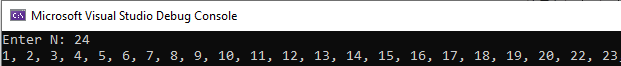 Microsoft Visual Studio Debug Console
Enter N: 24
1, 2, 3, 4, 5, 6, 7, 8, 9, 10, 11, 12, 13, 14, 15, 16, 17, 18, 19, 20, 22, 23,